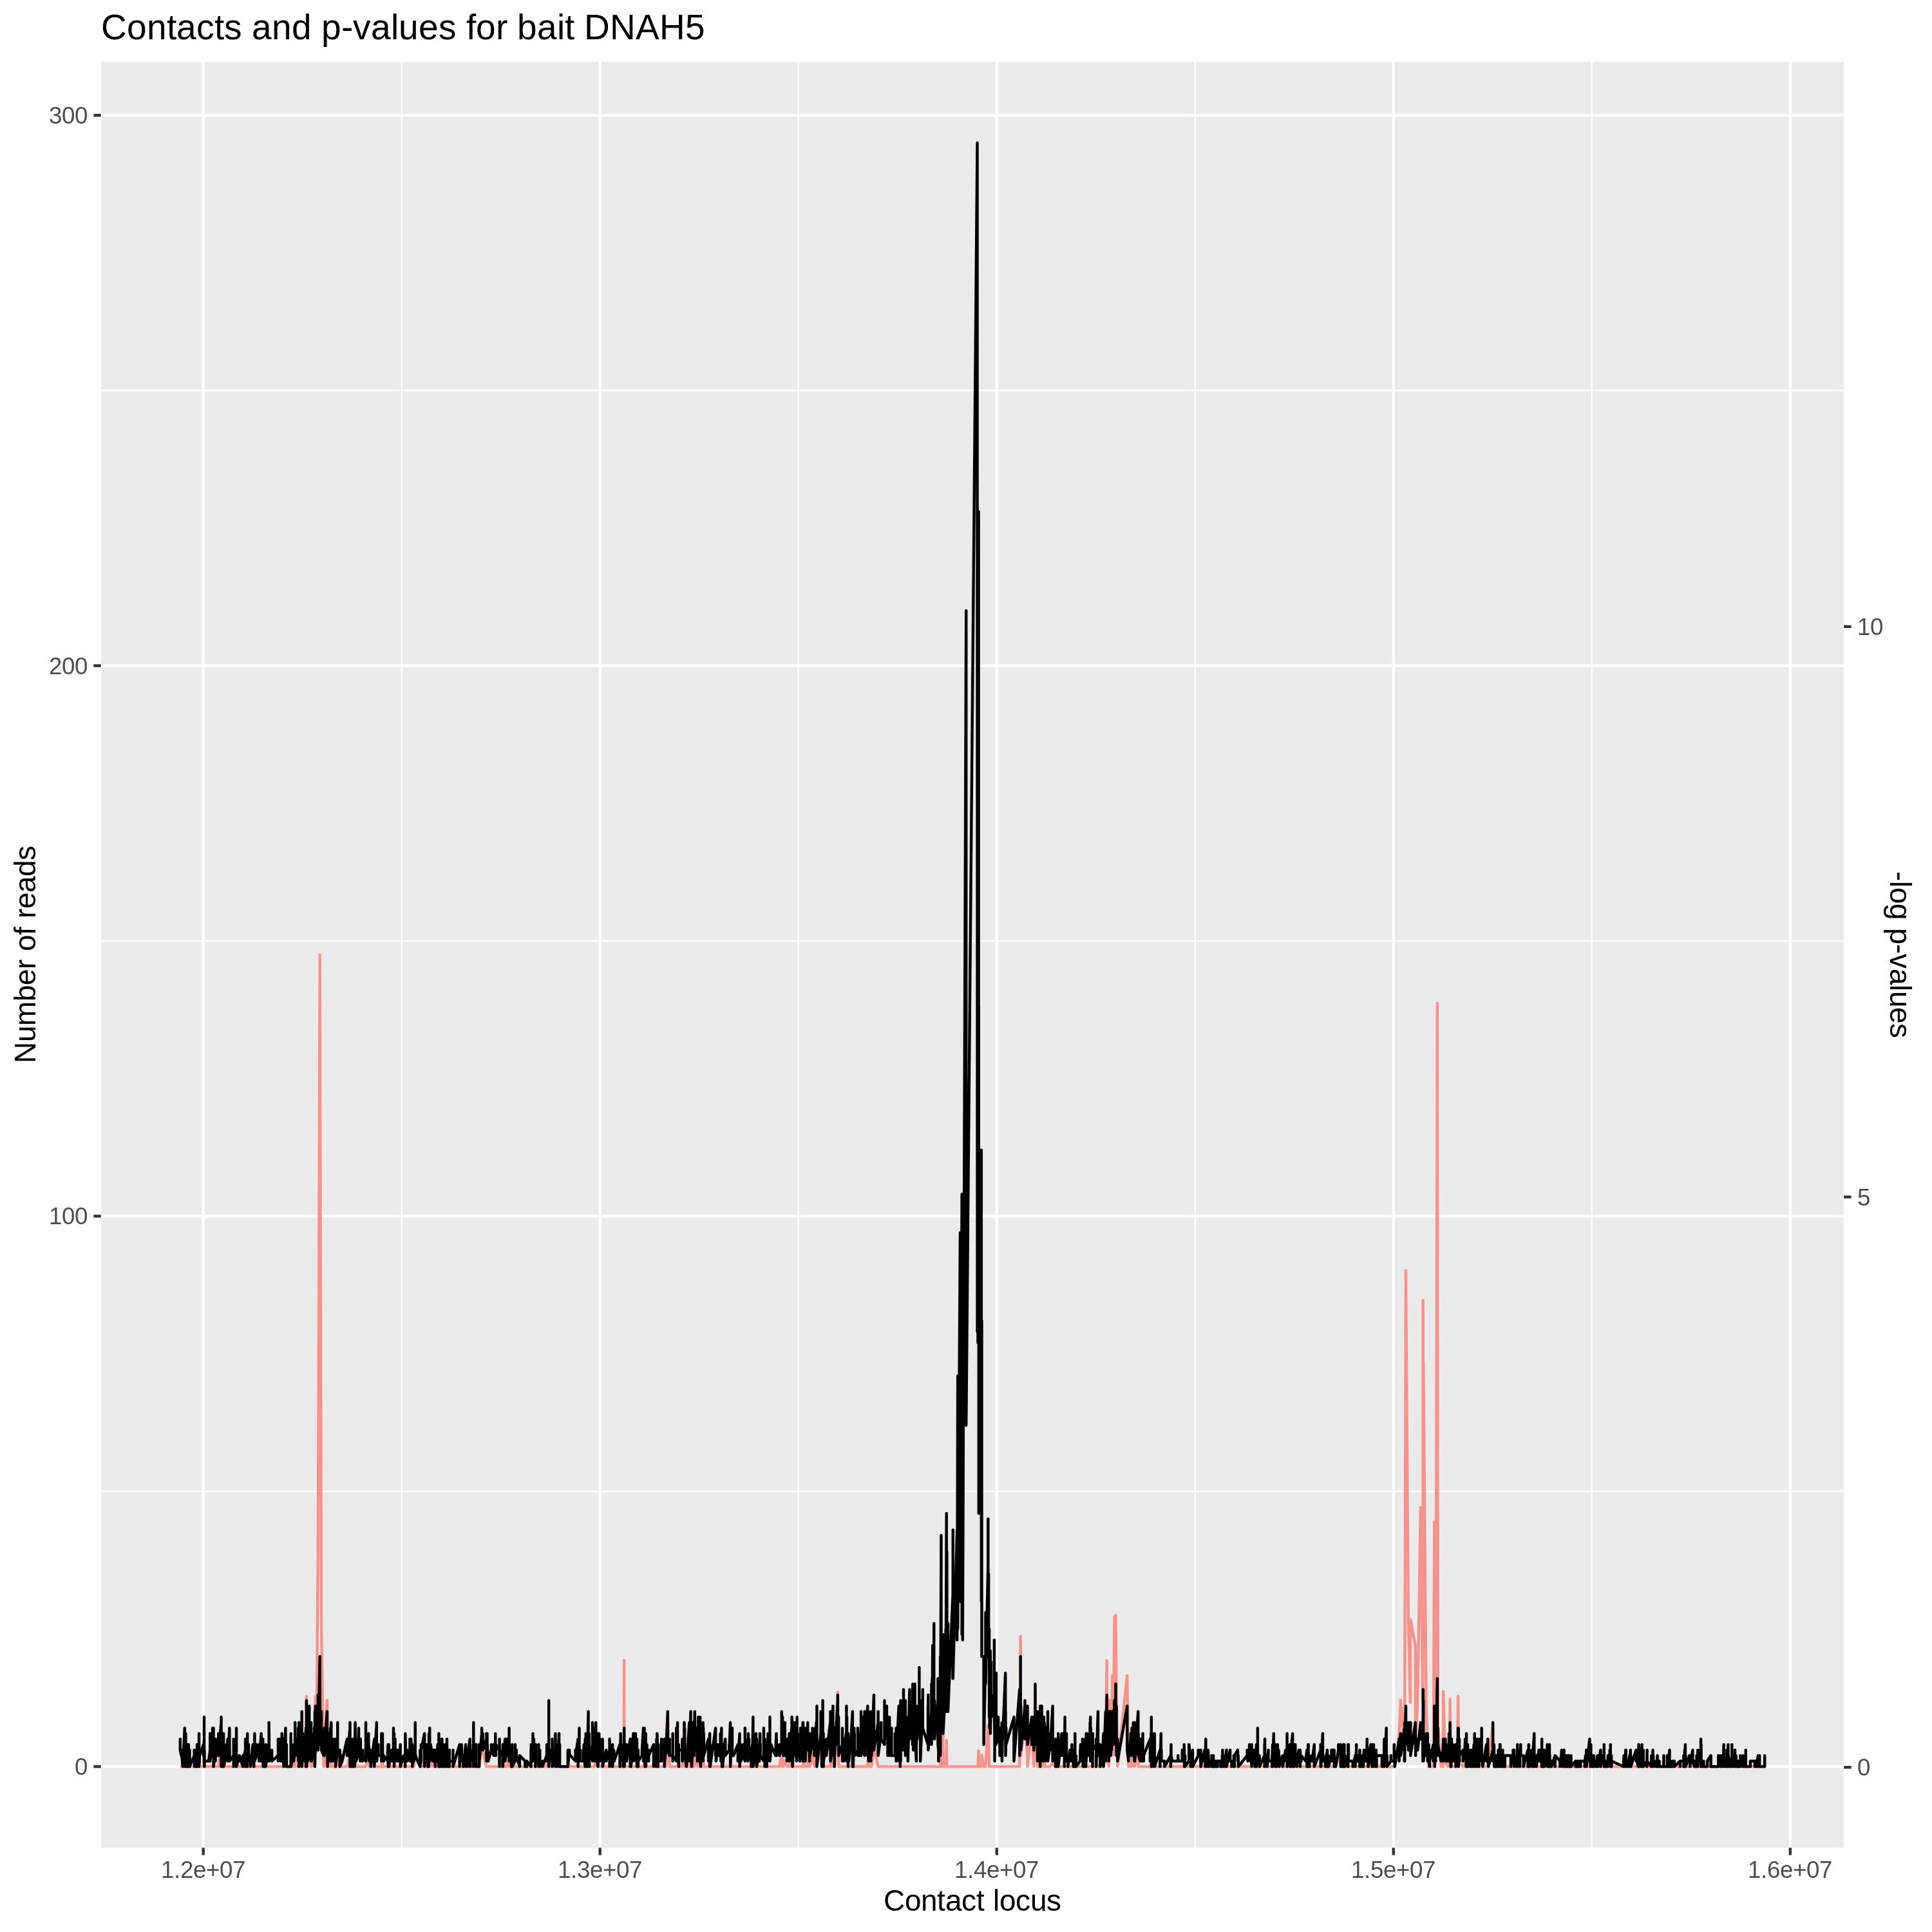 Contacts and p-values for bait DNAH5
300
200
100
0
Number of reads
10
5
0
-log p-values
1.2e+07
1.3e+07
1.4e+07
1.5e+07
1.6e+07
Contact locus